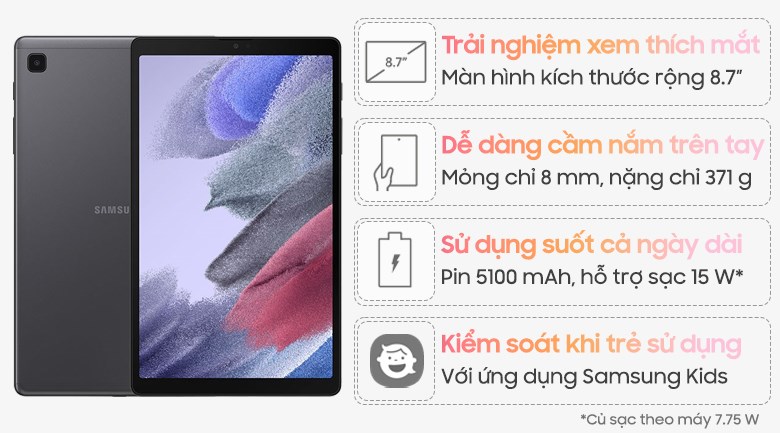 SAMSU
8.7"
Trải nghiệm xem thích mắt
Màn hình kích thước rộng 8.7"
Dễ dàng cầm nắm trên tay
Mỏng chỉ 8 mm, nặng chỉ 371 g
Sử dụng suốt cả ngày dài
Pin 5100 mAh, hỗ trợ sạc 15 W*
Kiểm soát khi trẻ sử dụng
Với ứng dụng Samsung Kids
*Củ sạc theo máy 7.75 W